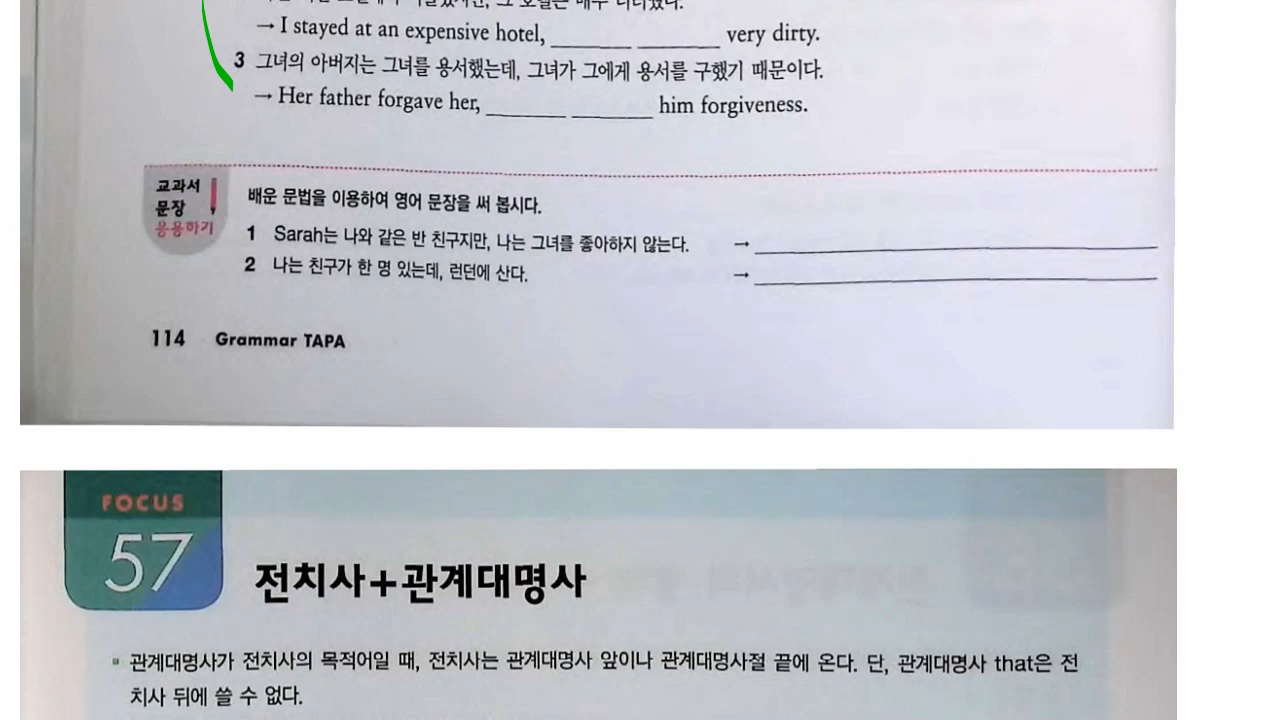 → I stayed at an expensive hotel, ________ ________ very dirty.
3 그녀의 아버지는 그녀를 용서했는데, 그녀가 그에게 용서를 구했기 때문이다.
→ Her father forgave her, ________ ________ him forgiveness.
교과서
문장
응용하기
배운 문법을 이용하여 영어 문장을 써 봅시다.
1 Sarah는 나와 같은 반 친구지만, 나는 그녀를 좋아하지 않는다. →
2 나는 친구가 한 명 있는데, 런던에 산다. →
114 Grammar TAPA
FOCUS
57
전치사+관계대명사
관계대명사가 전치사의 목적어일 때, 전치사는 관계대명사 앞이나 관계대명사절 끝에 온다. 단, 관계대명사 that은 전
치사 뒤에 쓸 수 없다.